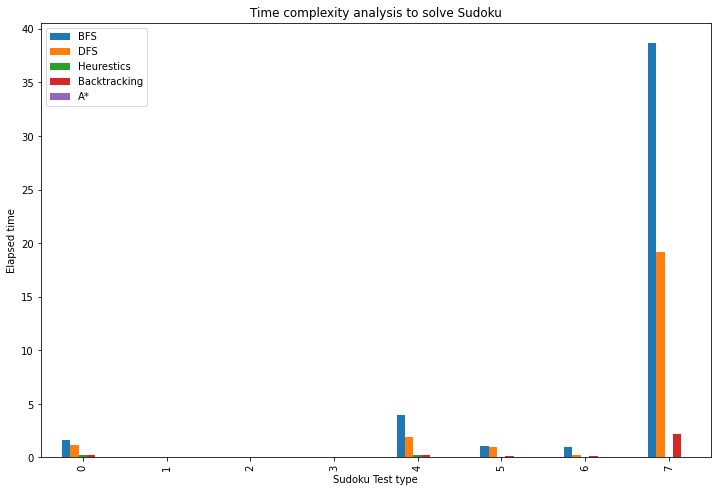 Time complexity analysis to solve Sudoku
BFS
DFS
Heurestics
Backtracking
A*
Elapsed time
40
35
30
25
20
15
10
5
0
0
1
2
3
4
5
6
7
Sudoku Test type